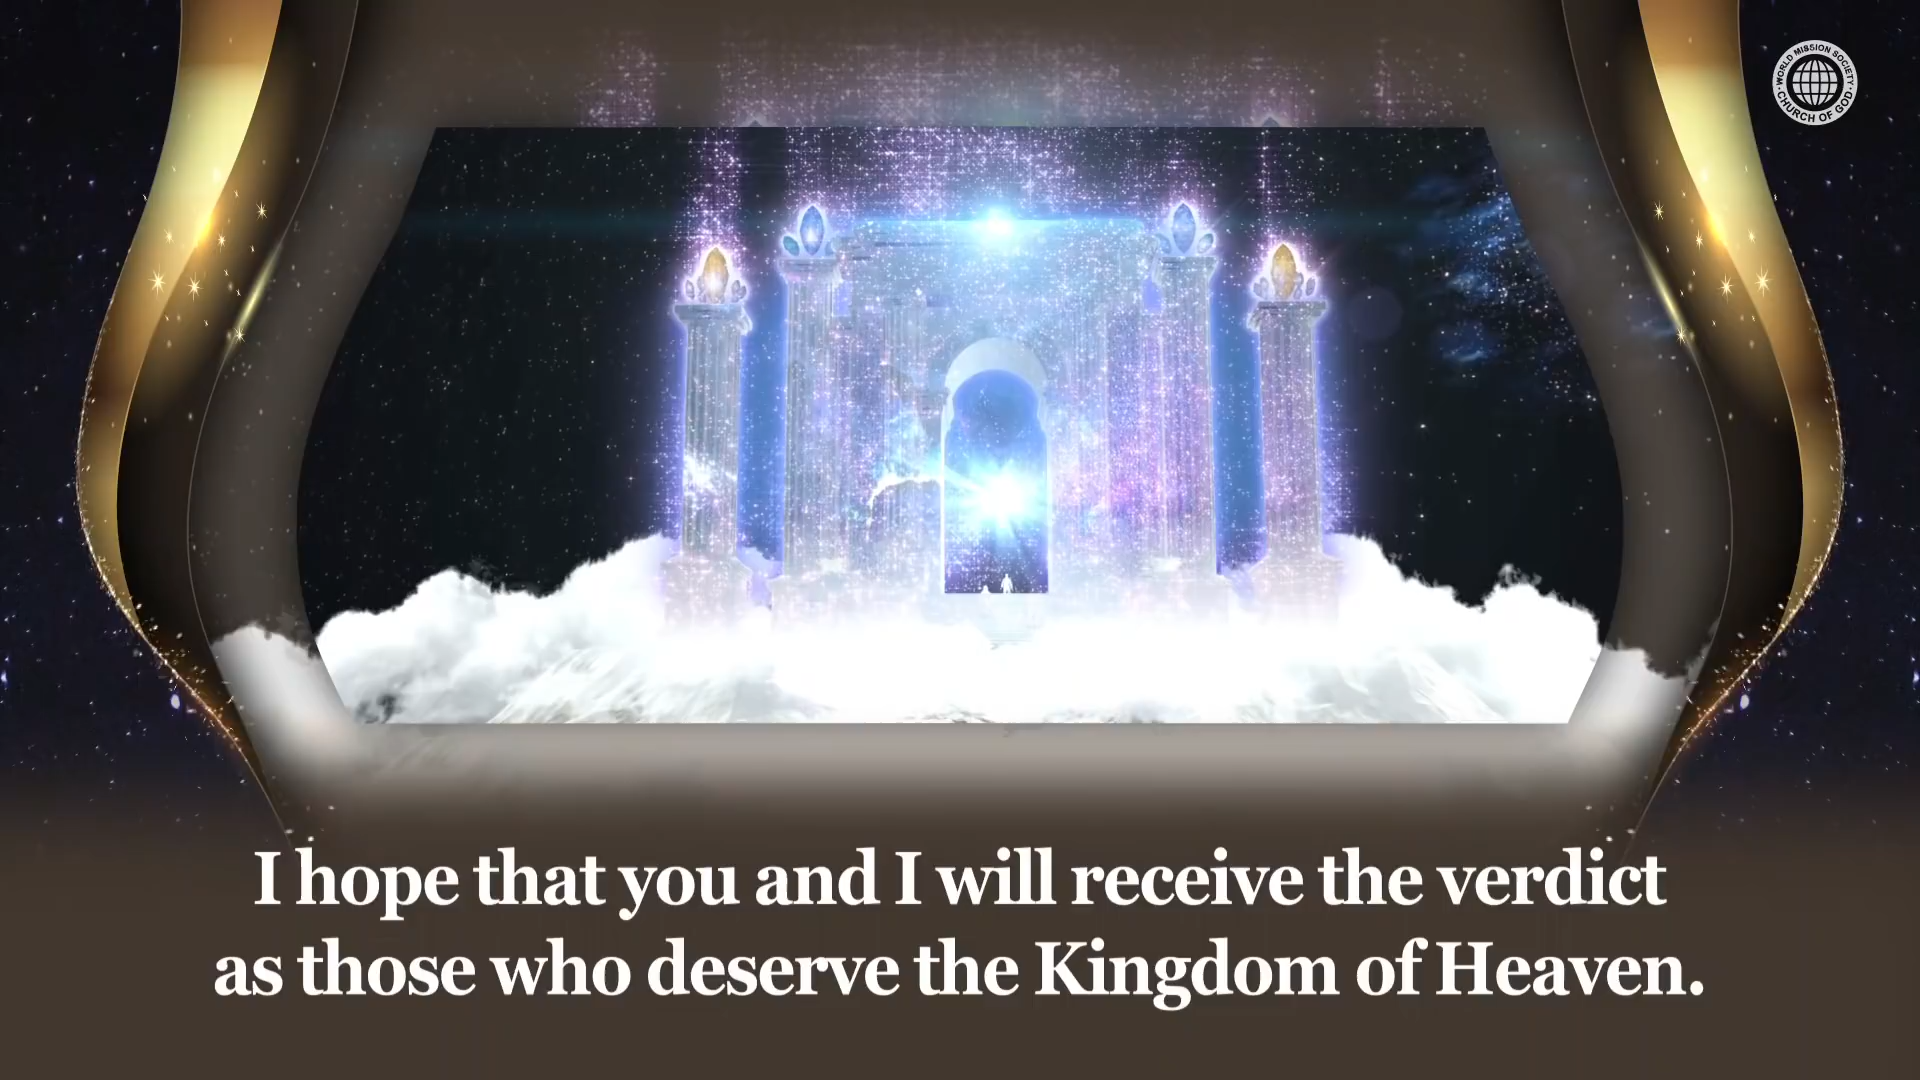 WORLD MISSION SOCIETY
CHURCH OF GOD
I hope that you and I will receive the verdict
as those who deserve the Kingdom of Heaven.